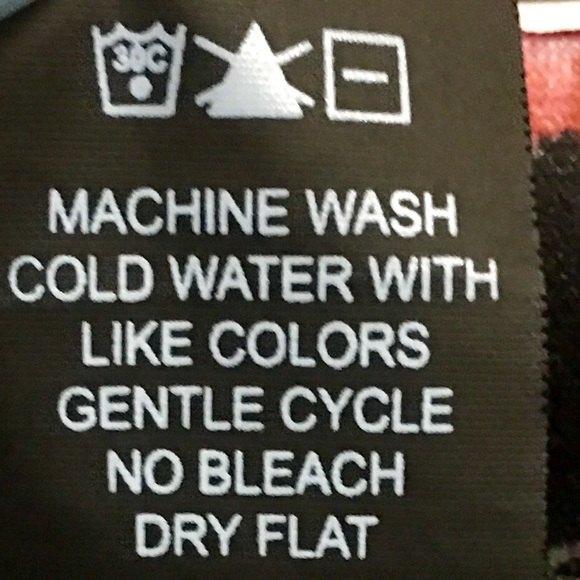 30C
MACHINE WASH
COLD WATER WITH
LIKE COLORS
GENTLE CYCLE
NO BLEACH
DRY FLAT